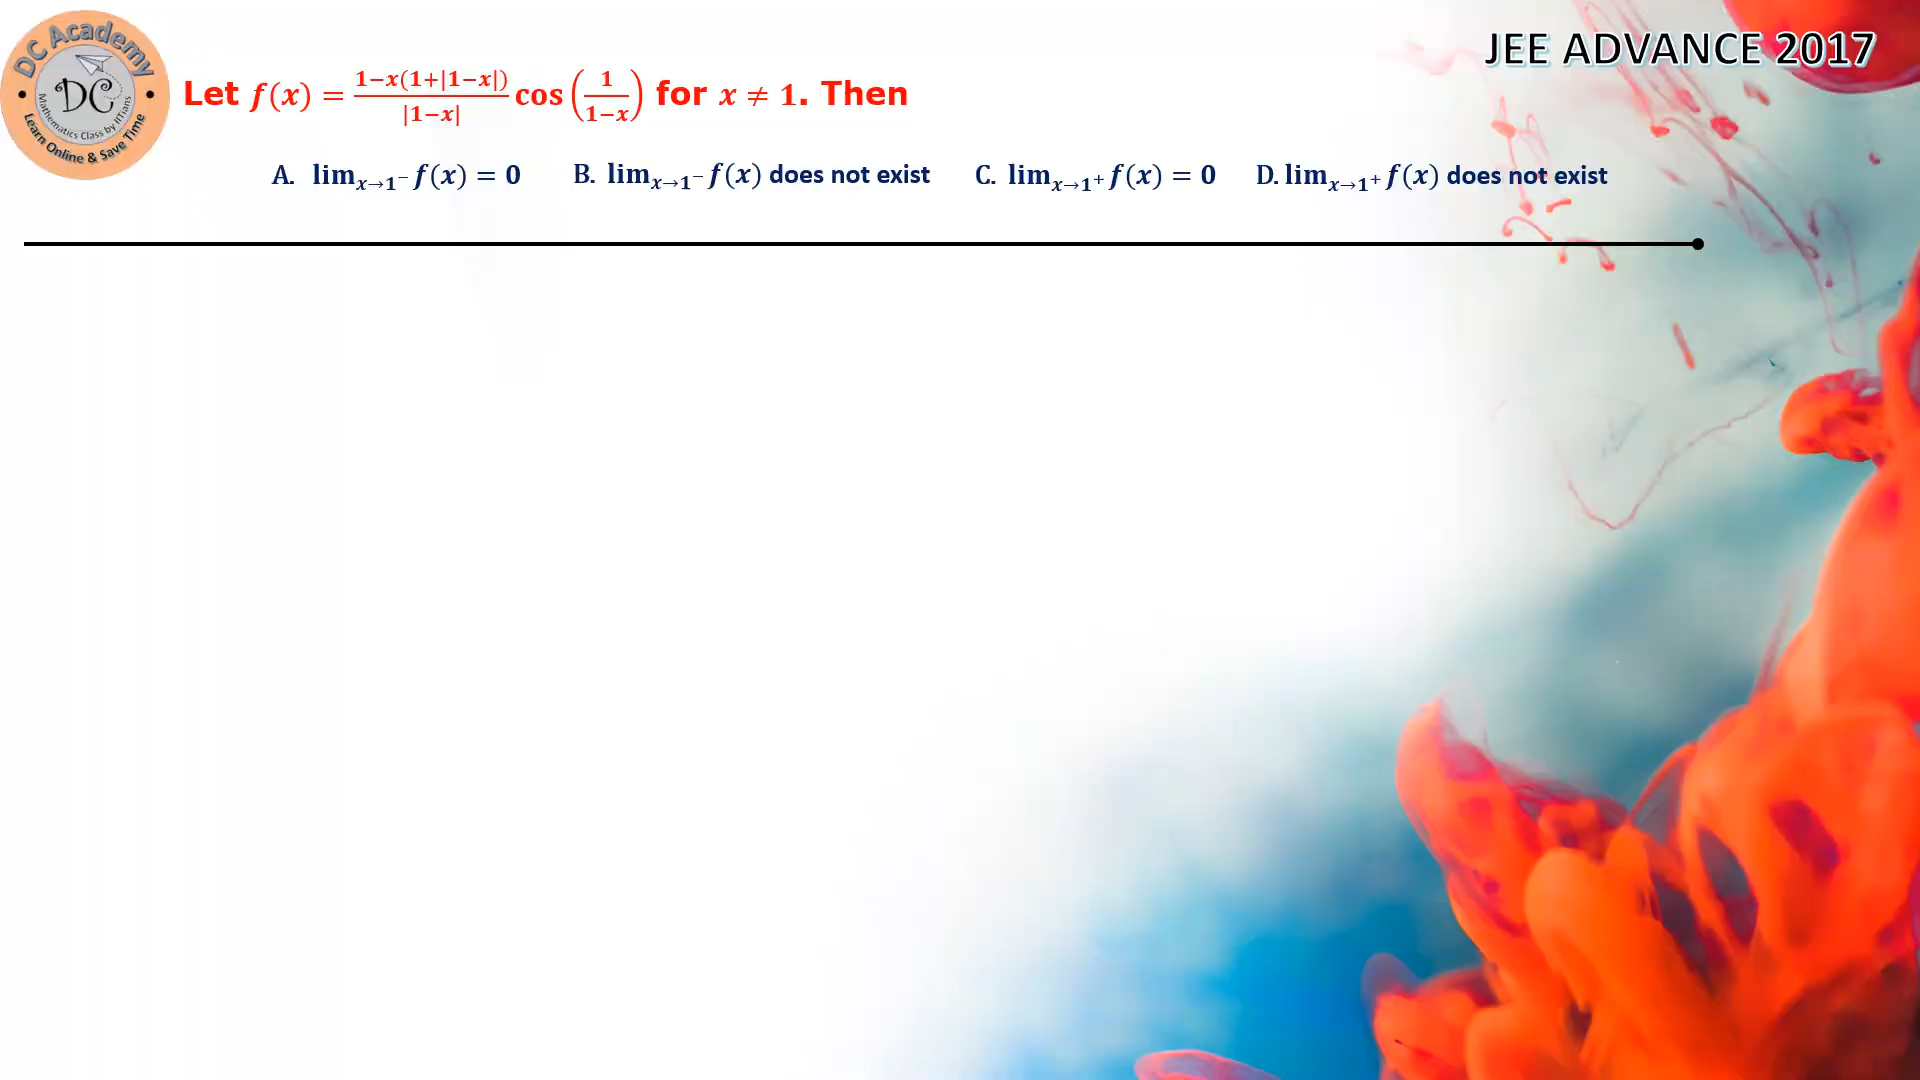 DC Academy
DC
Mathematics Class by IITians
Learn Online & Save Time
JEE ADVANCE 2017
Let f(x) = \frac{1−x(1+|1−x|)}{|1−x|} cos(\frac{1}{1−x}) for x ≠ 1. Then
A. lim_{x→1⁻} f(x) = 0 B. lim_{x→1⁻} f(x) does not exist C. lim_{x→1⁺} f(x) = 0 D. lim_{x→1⁺} f(x) does not exist